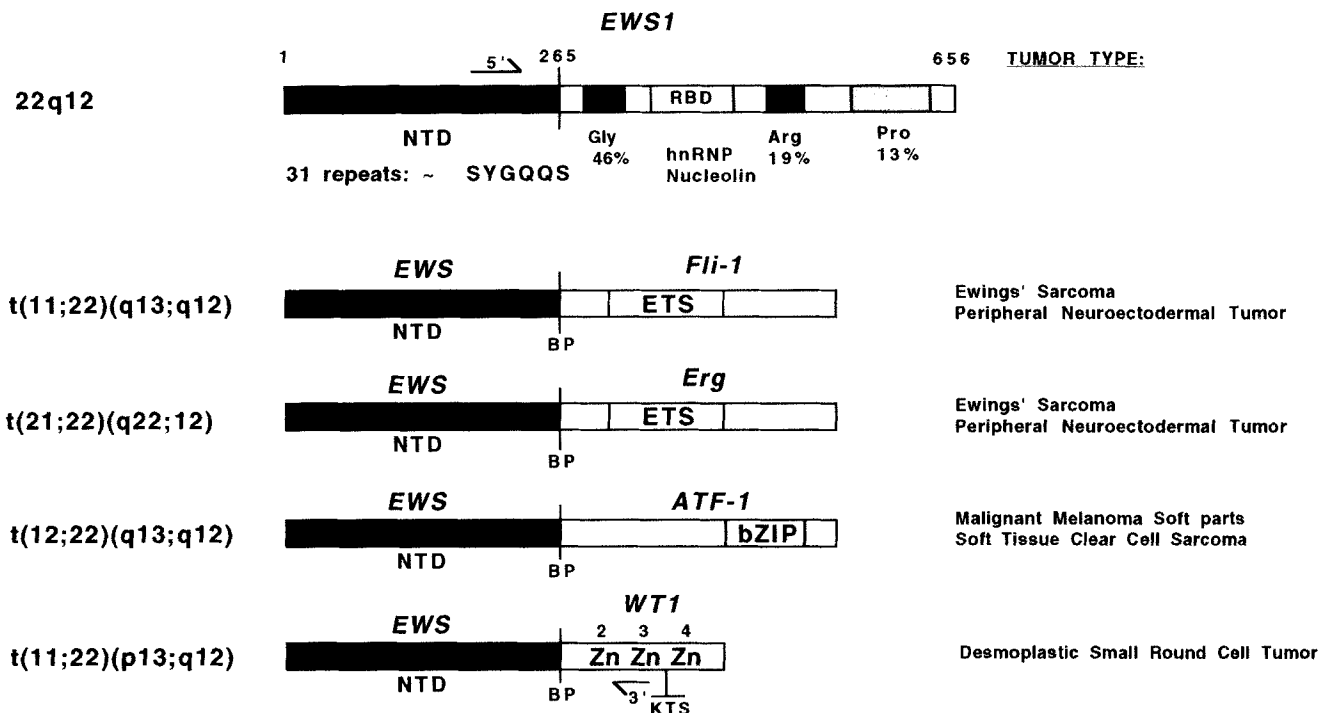 EWS1
1 5' 265 656 TUMOR TYPE:
22q12 RBD
NTD Gly Arg Pro
46% hnRNP 19% 13%
31 repeats: ~ SYGQQS Nucleolin
EWS Fli-1
t(11;22)(q13;q12) ETS Ewings' Sarcoma
Peripheral Neuroectodermal Tumor
NTD BP
EWS Erg
t(21;22)(q22;12) ETS Ewings' Sarcoma
Peripheral Neuroectodermal Tumor
NTD BP
EWS ATF-1
t(12;22)(q13;q12) bZIP Malignant Melanoma Soft parts
Soft Tissue Clear Cell Sarcoma
NTD BP
EWS WT1
2 3 4
t(11;22)(p13;q12) Zn Zn Zn Desmoplastic Small Round Cell Tumor
NTD BP 3' KTS